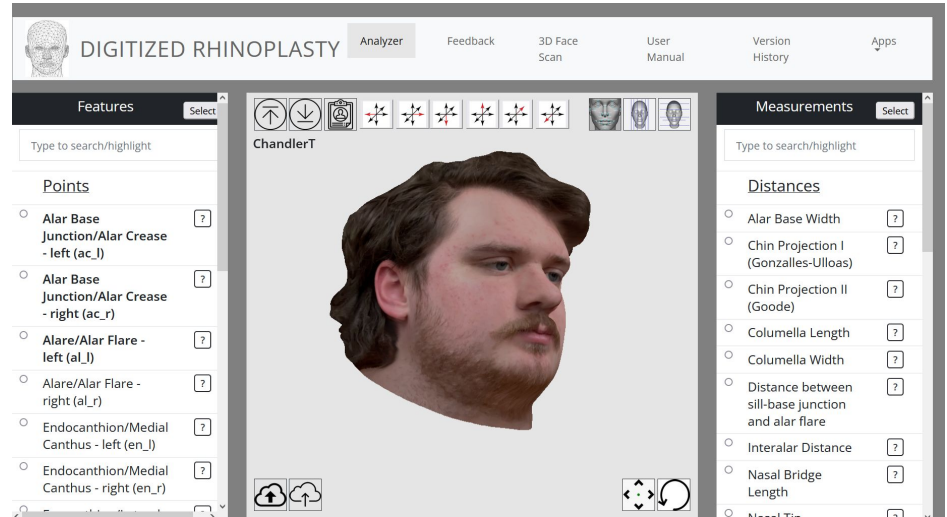 DIGITIZED RHINOPLASTY
Analyzer
Feedback
3D Face
Scan
User
Manual
Version
History
Apps
Features
Select
Type to search/highlight
Points
Alar Base
Junction/Alar Crease
- left (ac_l)
?
Alar Base
Junction/Alar Crease
- right (ac_r)
?
Alare/Alar Flare -
left (al_l)
?
Alare/Alar Flare -
right (al_r)
?
Endocanthion/Medial
Canthus - left (en_l)
?
Endocanthion/Medial
Canthus - right (en_r)
?
ChandlerT
Measurements
Select
Type to search/highlight
Distances
Alar Base Width
?
Chin Projection I
(Gonzalles-Ulloas)
?
Chin Projection II
(Goode)
?
Columella Length
?
Columella Width
?
Distance between
sill-base junction
and alar flare
?
Interalar Distance
?
Nasal Bridge
Length
?
Nasal Tip